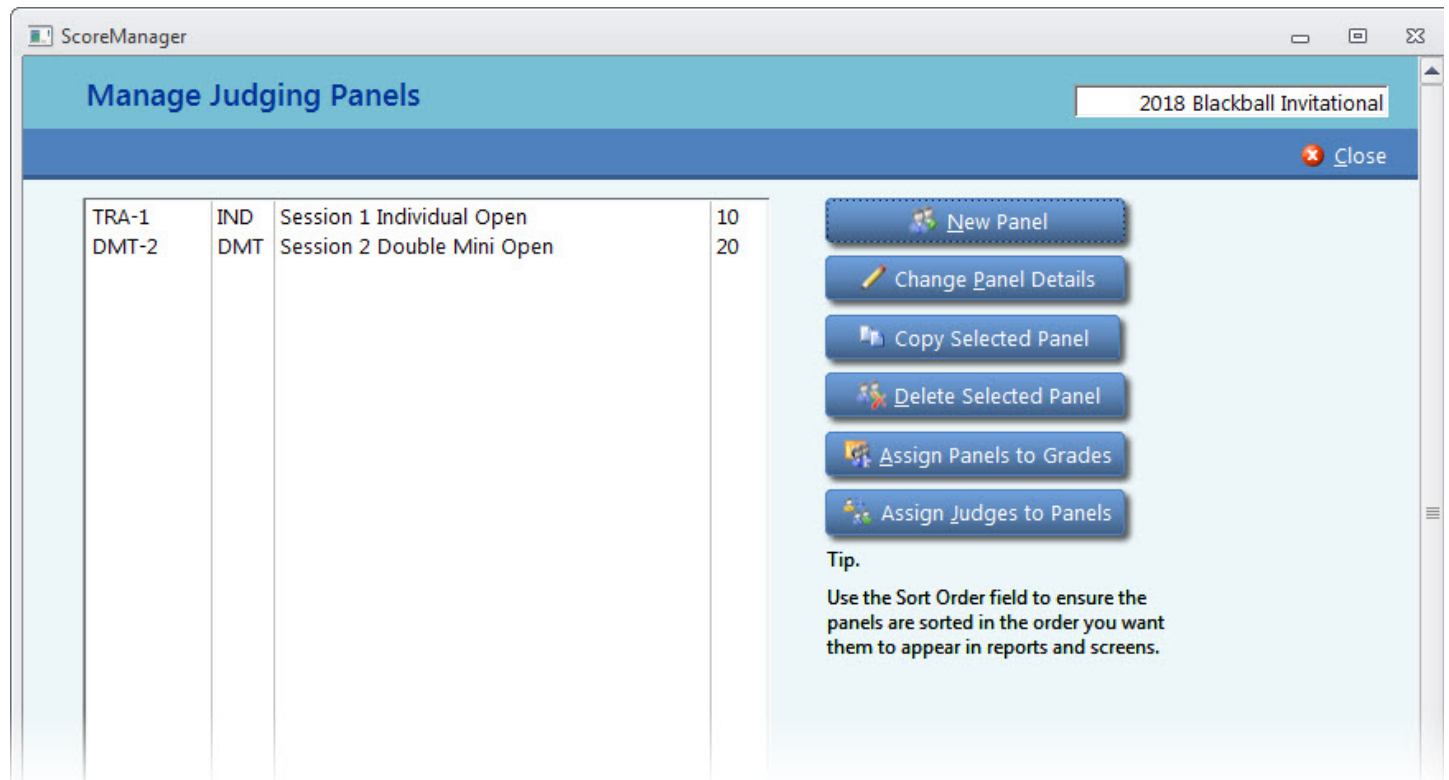 ScoreManager
Manage Judging Panels
2018 Blackball Invitational
Close
TRA-1 IND Session 1 Individual Open 10
DMT-2 DMT Session 2 Double Mini Open 20
New Panel
Change Panel Details
Copy Selected Panel
Delete Selected Panel
Assign Panels to Grades
Assign Judges to Panels
Tip.
Use the Sort Order field to ensure the
panels are sorted in the order you want
them to appear in reports and screens.